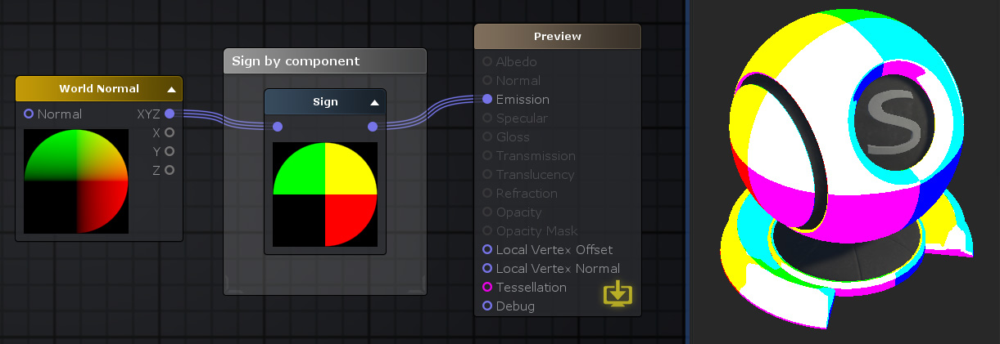 World Normal
Normal
XYZ
X
Y
Z
Sign by component
Sign
Preview
Albedo
Normal
Emission
Specular
Gloss
Transmission
Translucency
Refraction
Opacity
Opacity Mask
Local Vertex Offset
Local Vertex Normal
Tessellation
Debug
S